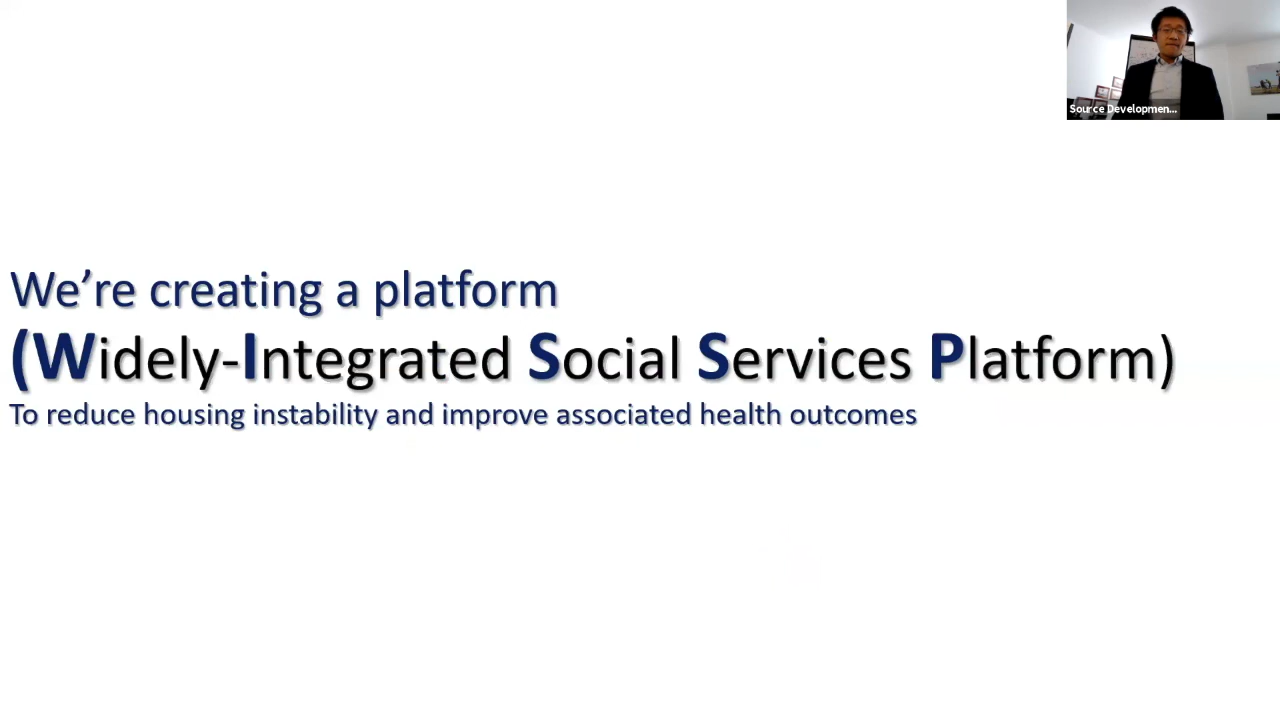 Source Developmen...
We're creating a platform
(Widely-Integrated Social Services Platform)
To reduce housing instability and improve associated health outcomes